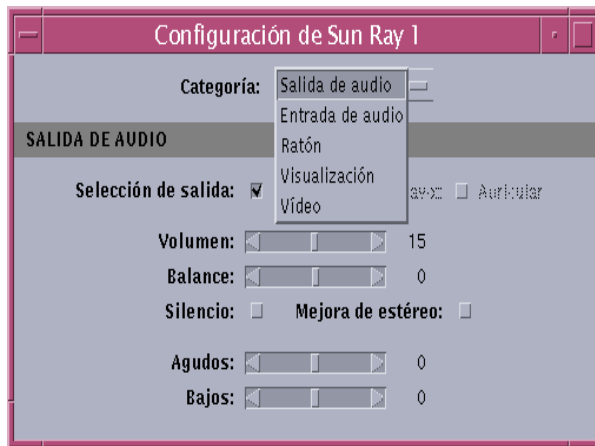 Configuración de Sun Ray 1
Categoría: Salida de audio
Entrada de audio
Ratón
Visualización
Vídeo
SALIDA DE AUDIO
Selección de salida: Auricular
Volumen: 15
Balance: 0
Silencio: Mejora de estéreo:
Agudos: 0
Bajos: 0